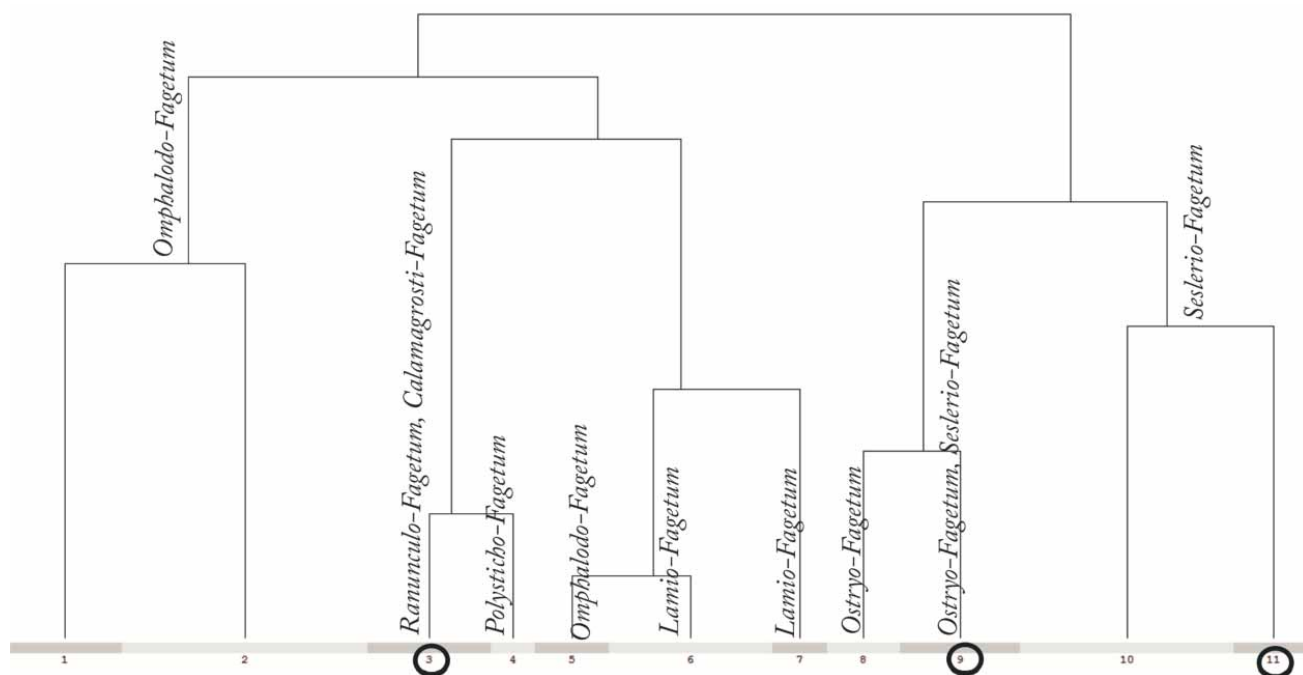 Omphalodo-Fagetum
Ranunculo-Fagetum, Calamagrosti-Fagetum
Polysticho-Fagetum
Omphalodo-Fagetum
Lamio-Fagetum
Lamio-Fagetum
Ostryo-Fagetum
Ostryo-Fagetum, Seslerio-Fagetum
Seslerio-Fagetum
1 2 3 4 5 6 7 8 9 10 11